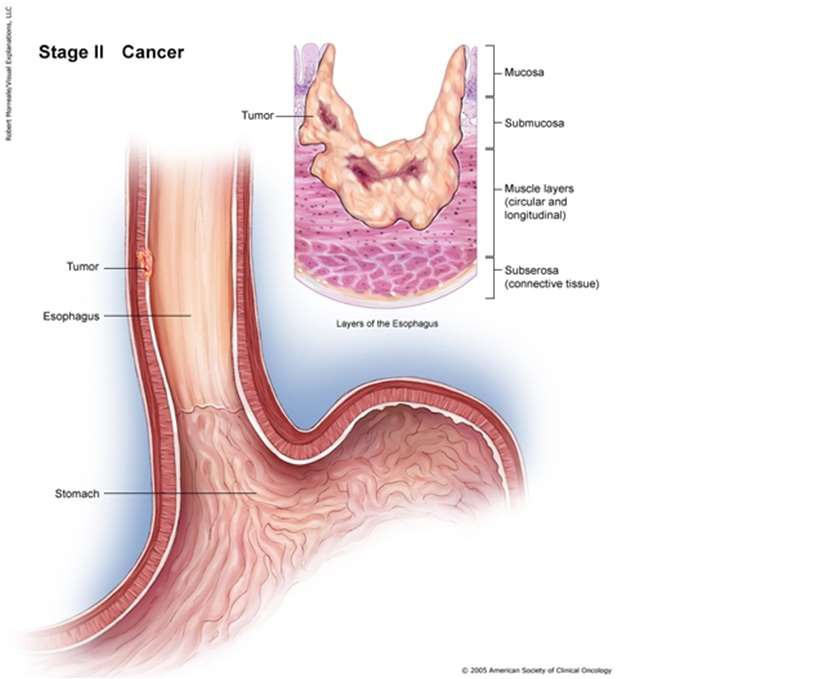 Robert Morreale/Visual Explanations, LLC
Stage II Cancer
Tumor
Mucosa
Submucosa
Muscle layers
(circular and
longitudinal)
Subserosa
(connective tissue)
Layers of the Esophagus
Tumor
Esophagus
Stomach
© 2005 American Society of Clinical Oncology